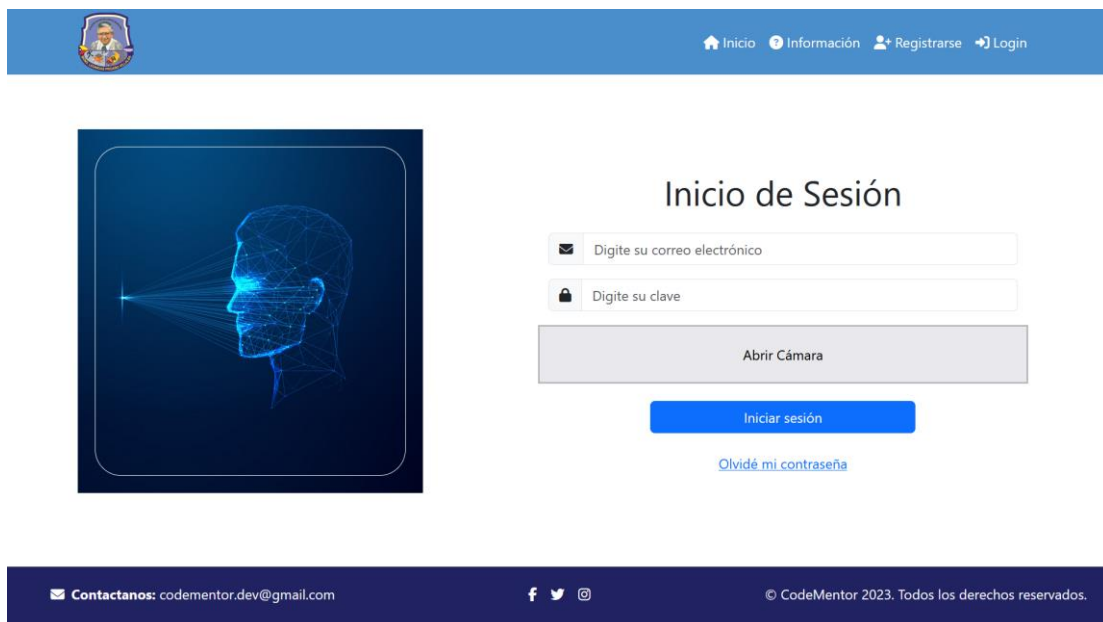 Inicio Información Registrarse Login
Inicio de Sesión
Digite su correo electrónico
Digite su clave
Abrir Cámara
Iniciar sesión
Olvidé mi contraseña
Contactanos: codementor.dev@gmail.com
© CodeMentor 2023. Todos los derechos reservados.